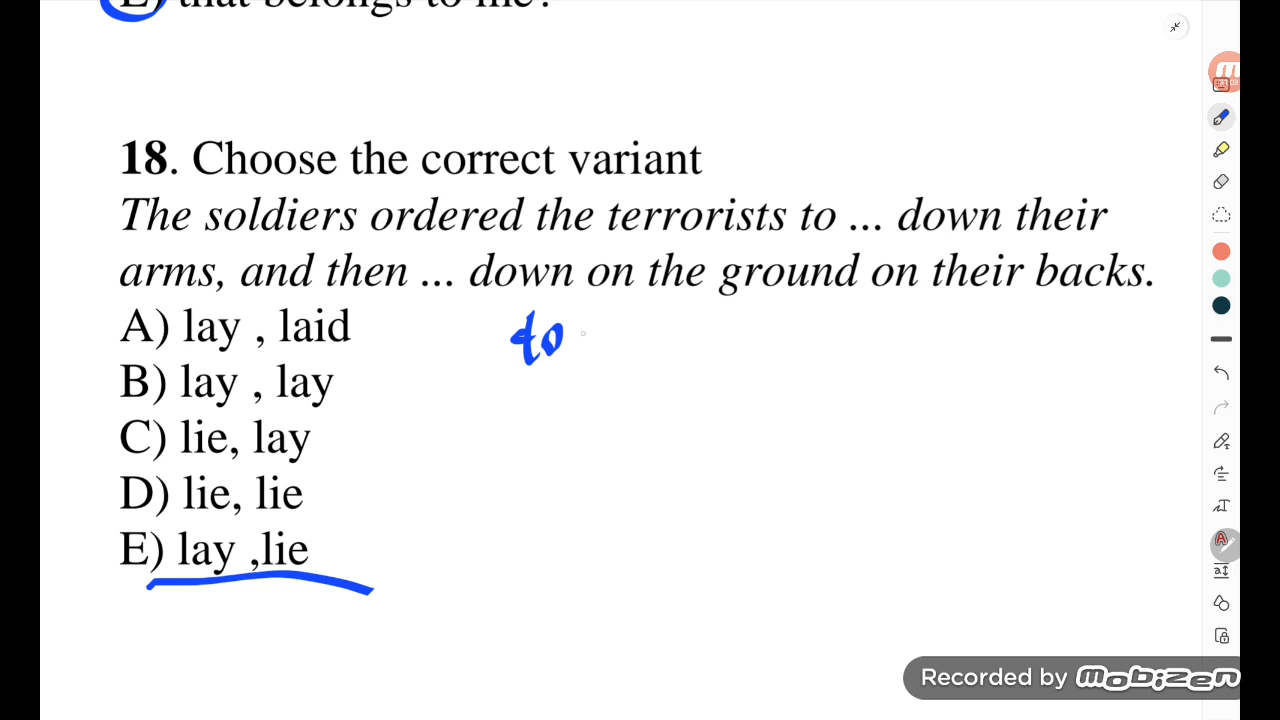 E) that belongs to me?
18. Choose the correct variant
The soldiers ordered the terrorists to ... down their
arms, and then ... down on the ground on their backs.
A) lay , laid
to
B) lay , lay
C) lie, lay
D) lie, lie
E) lay ,lie
Recorded by mobizen